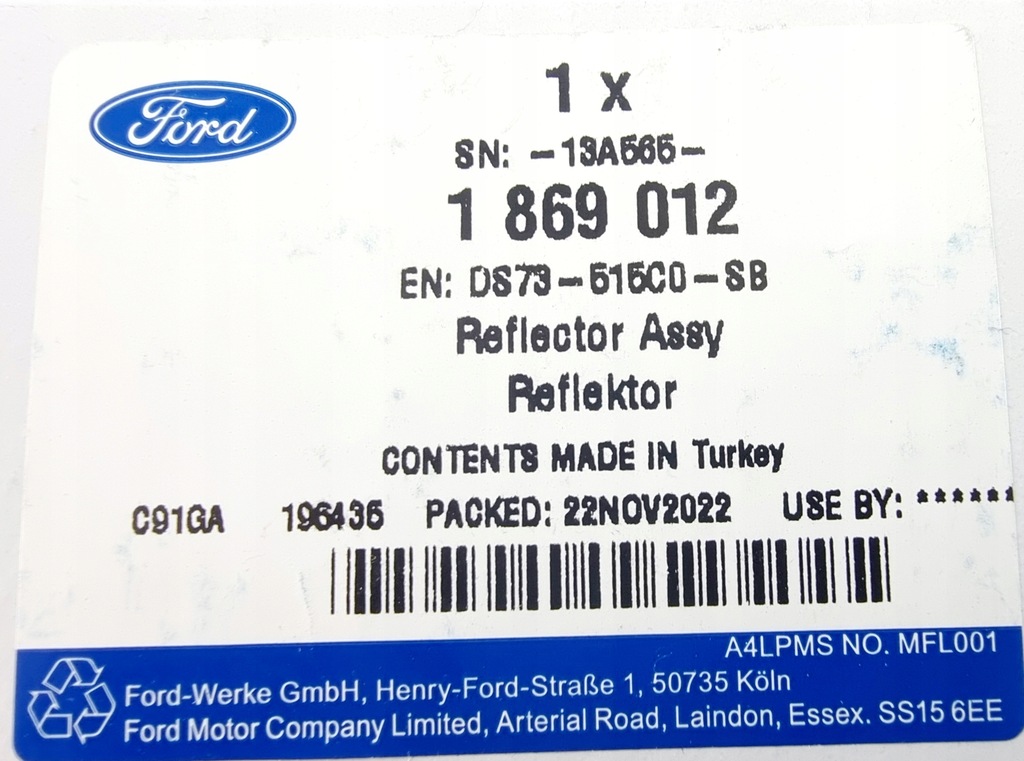 Ford
1 x
SN: -13A565-
1 869 012
EN: DS73-515C0-SB
Reflector Assy
Reflektor
CONTENTS MADE IN Turkey
C91GA 196435 PACKED: 22NOV2022 USE BY: ******
A4LPMS NO. MFL001
Ford-Werke GmbH, Henry-Ford-Straße 1, 50735 Köln
Ford Motor Company Limited, Arterial Road, Laindon, Essex. SS15 6EE